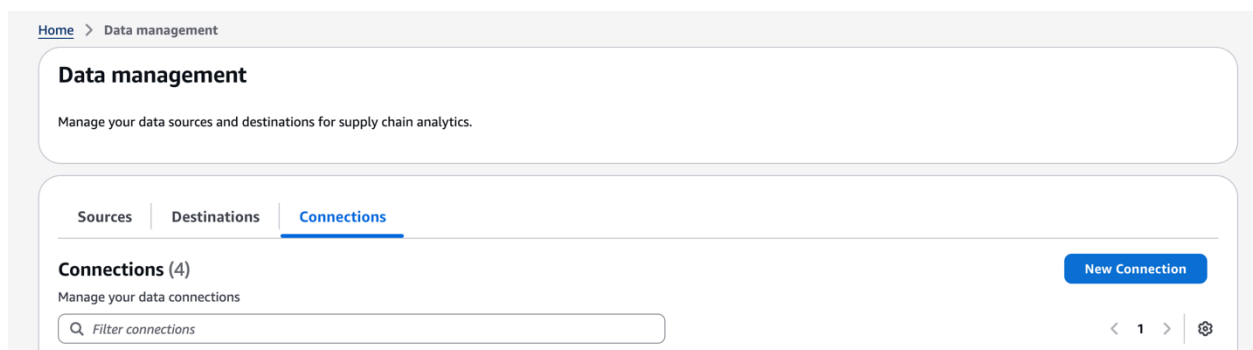 Home > Data management
Data management
Manage your data sources and destinations for supply chain analytics.
Sources Destinations Connections
Connections (4) New Connection
Manage your data connections
Filter connections < 1 >